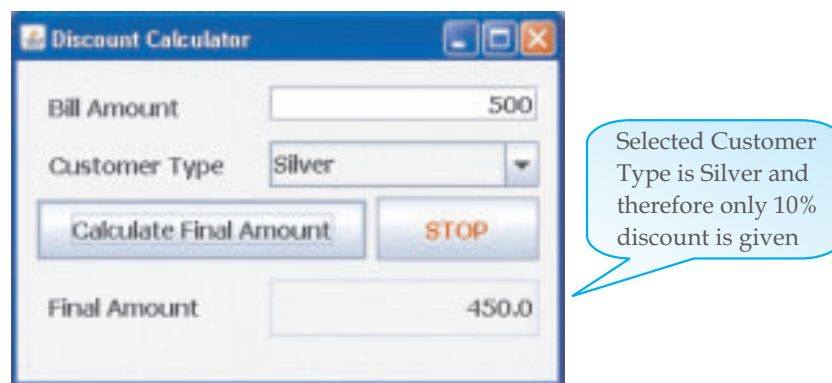 Discount Calculator
Bill Amount 500
Customer Type Silver
Calculate Final Amount STOP
Final Amount 450.0
Selected Customer
Type is Silver and
therefore only 10%
discount is given